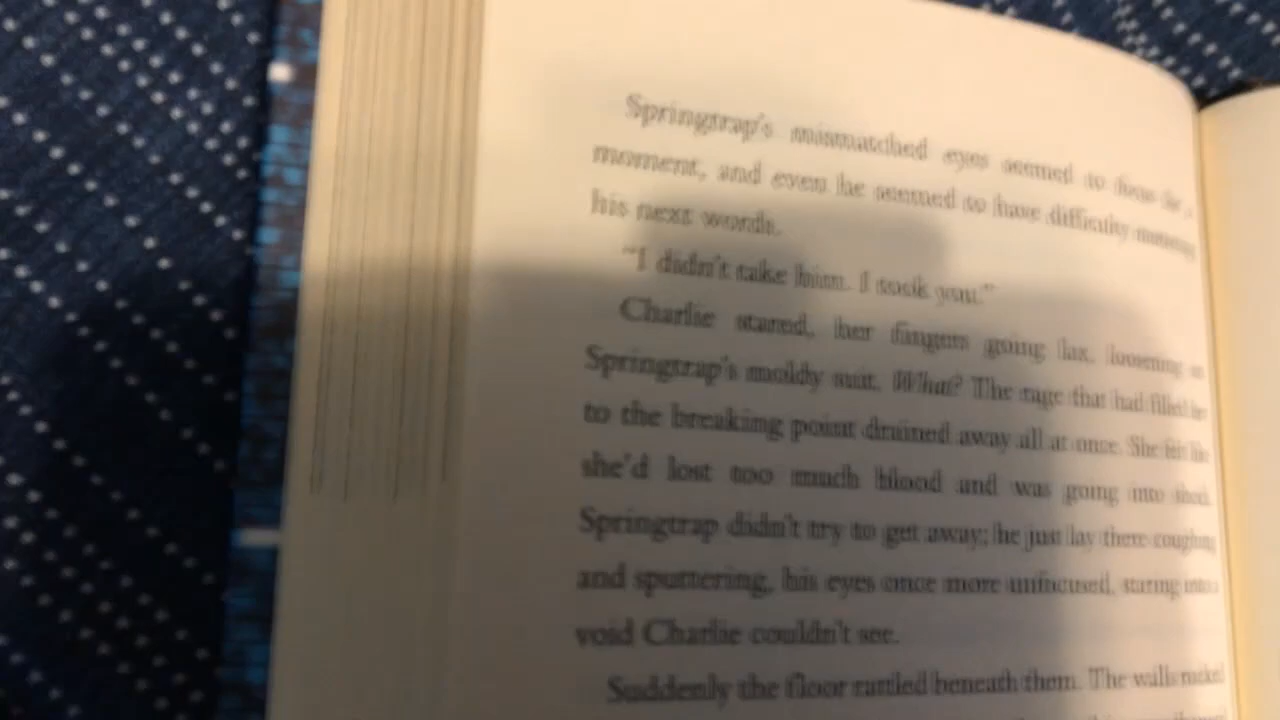 Springtrap's mismatched eyes seemed to focus for a
moment, and even he seemed to have difficulty
his next words.
"I didn't take him. I took you."
Charlie stared, her fingers going lax, loosening
Springtrap's moldy suit. What? The rage that had filled her
to the breaking point drained away all at once. She felt like
she'd lost too much blood and was going into shock.
Springtrap didn't try to get away; he just lay there coughing
and sputtering, his eyes once more unfocused, staring into a
void Charlie couldn't see.
Suddenly the floor rattled beneath them. The walls rocked